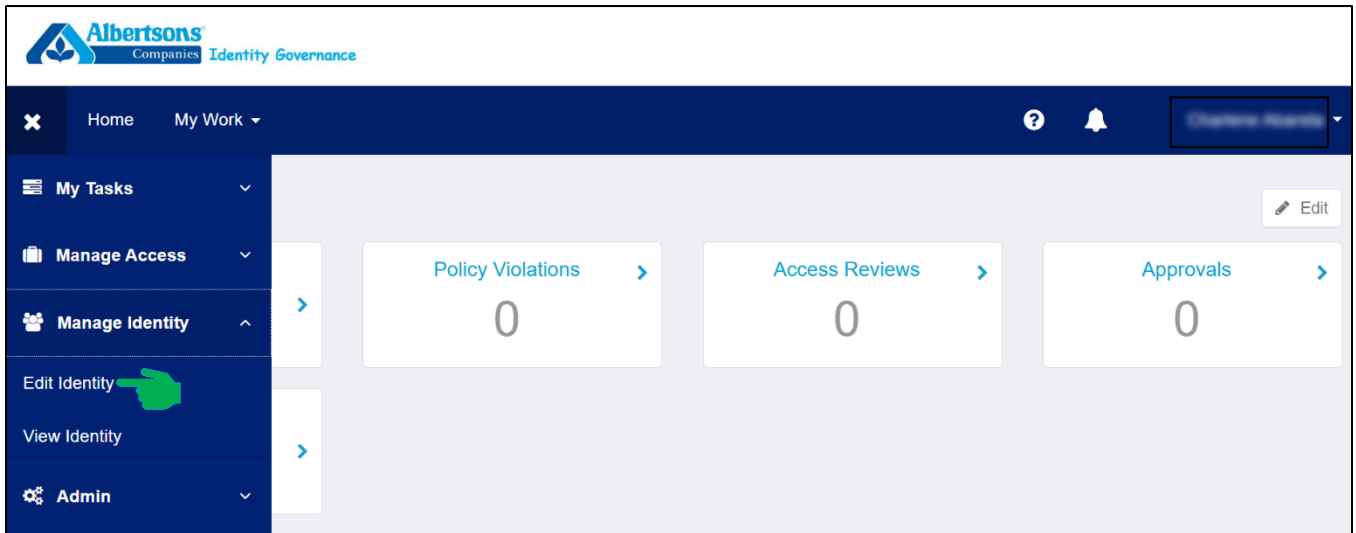 Albertsons
Companies Identity Governance
Home My Work
My Tasks
Edit
Manage Access
Policy Violations Access Reviews Approvals
0 0 0
Manage Identity
Edit Identity
View Identity
Admin